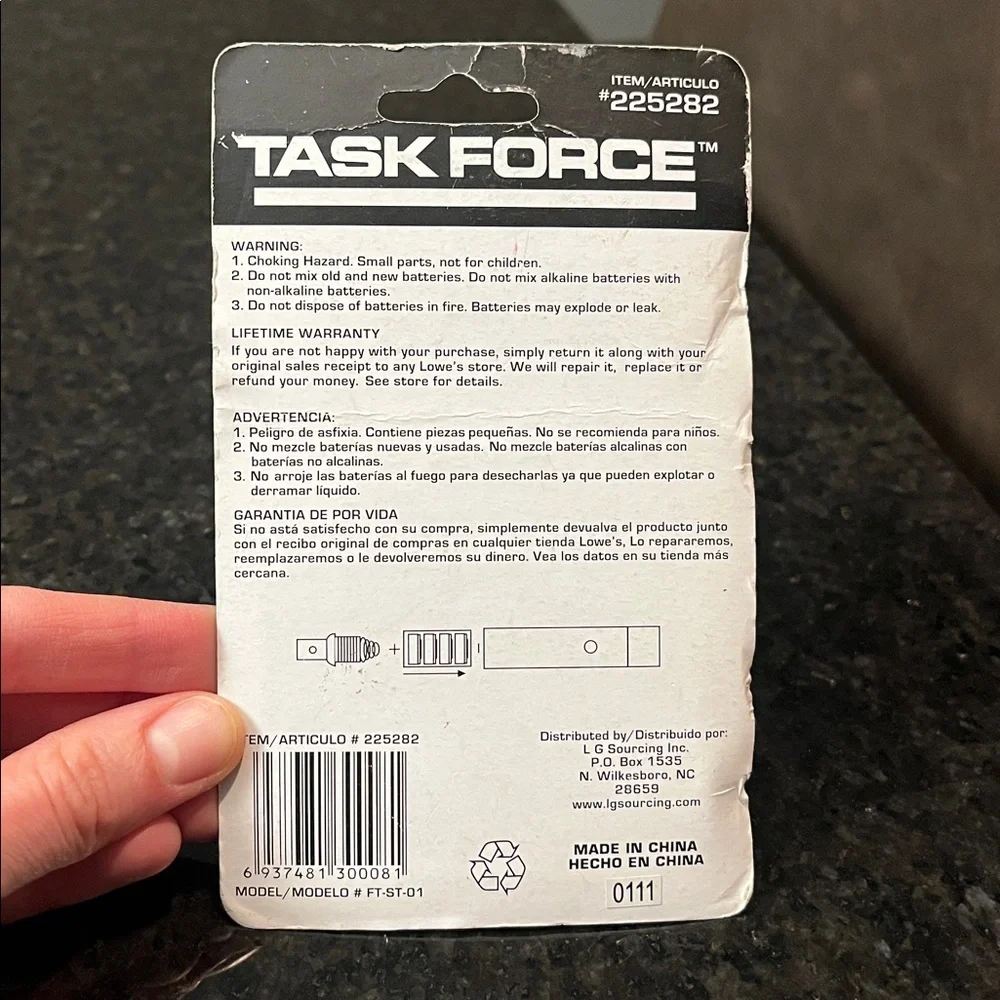 ITEM/ARTICULO
#225282
TASK FORCE™
WARNING:
1. Choking Hazard. Small parts, not for children.
2. Do not mix old and new batteries. Do not mix alkaline batteries with
non-alkaline batteries.
3. Do not dispose of batteries in fire. Batteries may explode or leak.
LIFETIME WARRANTY
If you are not happy with your purchase, simply return it along with your
original sales receipt to any Lowe's store. We will repair it, replace it or
refund your money. See store for details.
ADVERTENCIA:
1. Peligro de asfixia. Contiene piezas pequeñas. No se recomienda para niños.
2. No mezcle baterías nuevas y usadas. No mezcle baterías alcalinas con
baterías no alcalinas.
3. No arroje las baterías al fuego para desecharlas ya que pueden explotar o
derramar líquido.
GARANTIA DE POR VIDA
Si no astá satisfecho con su compra, simplemente devualva el producto junto
con el recibo original de compras en cualquier tienda Lowe's, Lo repararemos,
reemplazaremos o le devolveremos su dinero. Vea los datos en su tienda más
cercana.
+
TEM/ARTICULO # 225282
6 937481 300081
MODEL/MODELO # FT-ST-01
Distributed by/Distribuido por:
L G Sourcing Inc.
P.O. Box 1535
N. Wilkesboro, NC
28659
www.lgsourcing.com
MADE IN CHINA
HECHO EN CHINA
0111